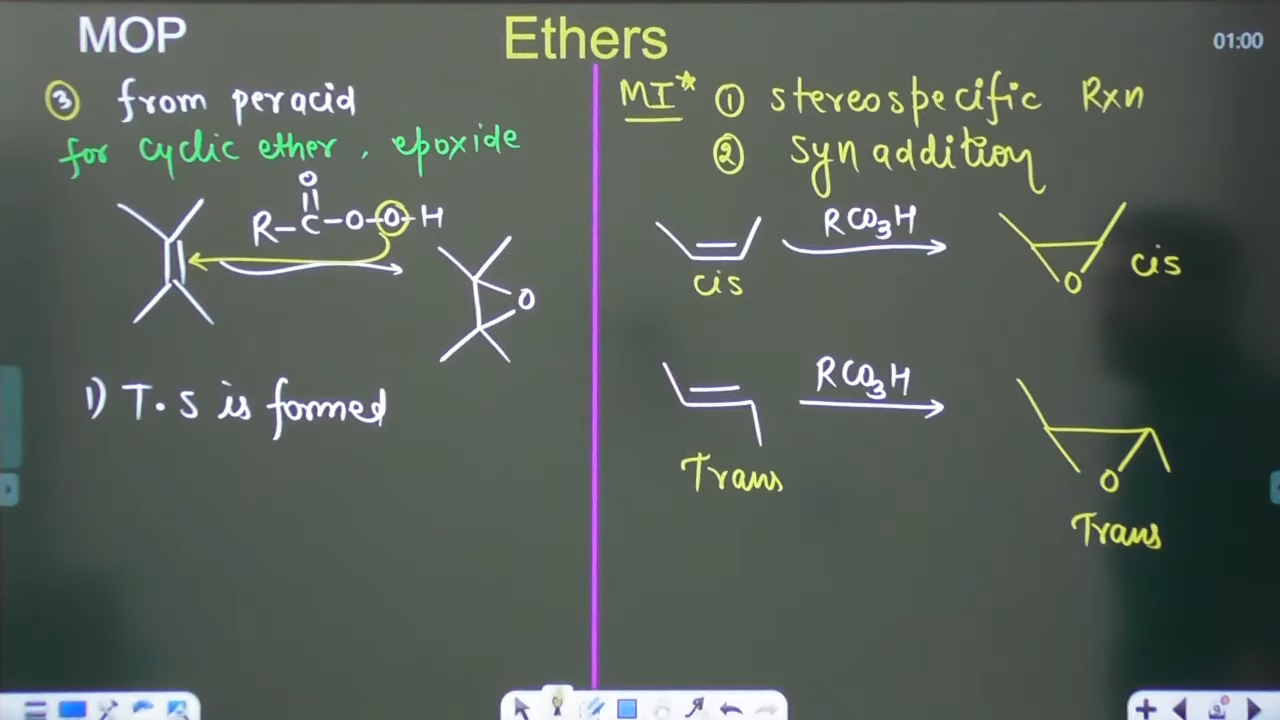 MOP
Ethers
01:00
③ from peracid
for cyclic ether, epoxide
O
R-C-O-O-H
O
1) T.S is formed
MI* ① stereospecific Rxn
② Syn addition
RCO₃H
cis
O
cis
RCO₃H
Trans
O
Trans